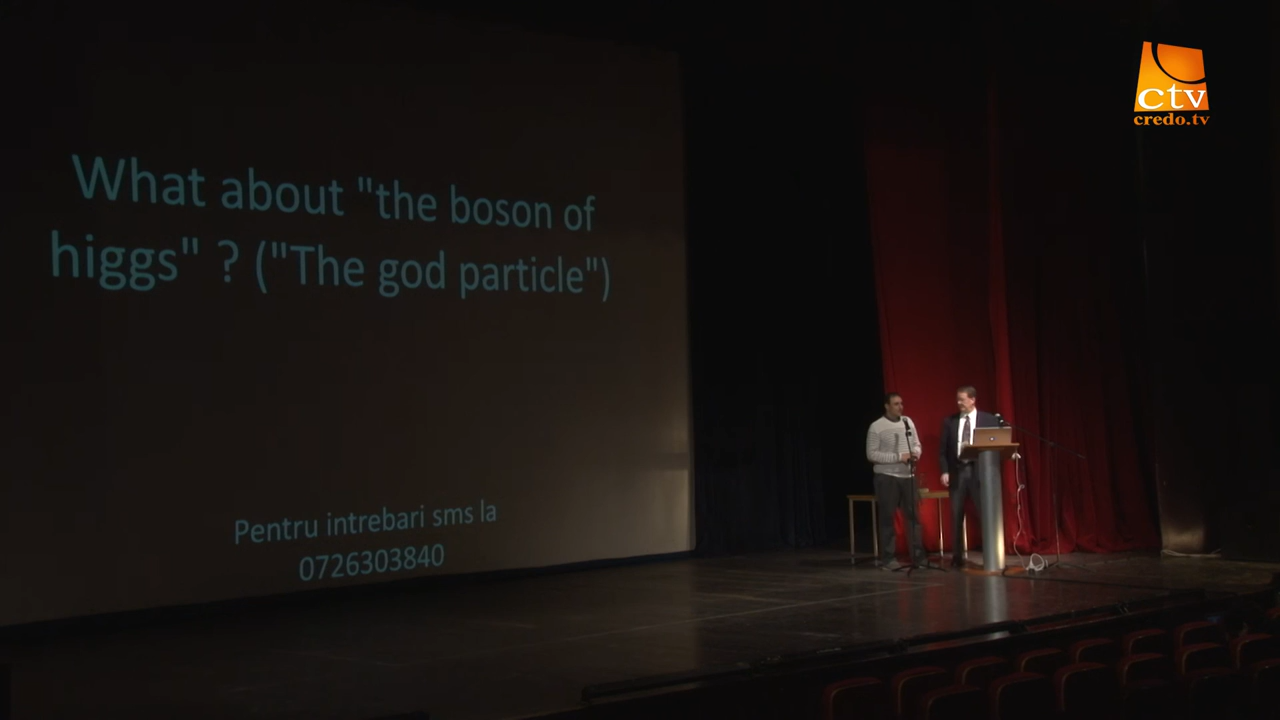 What about "the boson of
higgs" ? ("The god particle")
Pentru intrebari sms la
0726303840
ctv
credo.tv